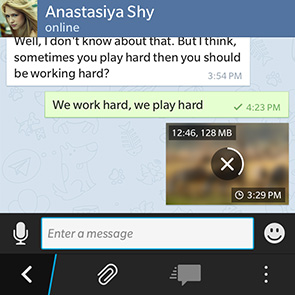 Anastasiya Shy
online
Well, I don't know about that. But I think,
sometimes you play hard then you should
be working hard?
3:54 PM
We work hard, we play hard
4:23 PM
12:46, 128 MB
3:29 PM
Enter a message